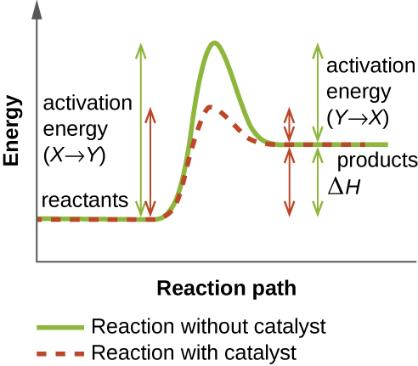 Energy
activation
energy
(X→Y)
reactants
activation
energy
(Y→X)
products
ΔH
Reaction path
Reaction without catalyst
Reaction with catalyst